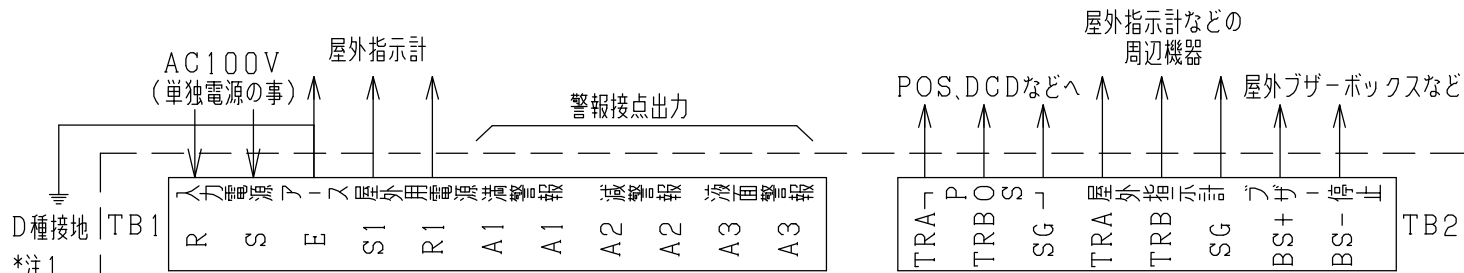 AC100V
(単独電源の事)
屋外指示計
警報接点出力
POS、DCDなどへ
屋外指示計などの
周辺機器
屋外ブザーボックスなど
D種接地
*注1
TB1
入力電源 アース 屋外用電源 満警報 減警報 液面警報
R S E S1 R1 A1 A1 A2 A2 A3 A3
POS 屋外指示計 ブザー停止
TRA TRB SG TRA TRB SG BS+ BS-
TB2